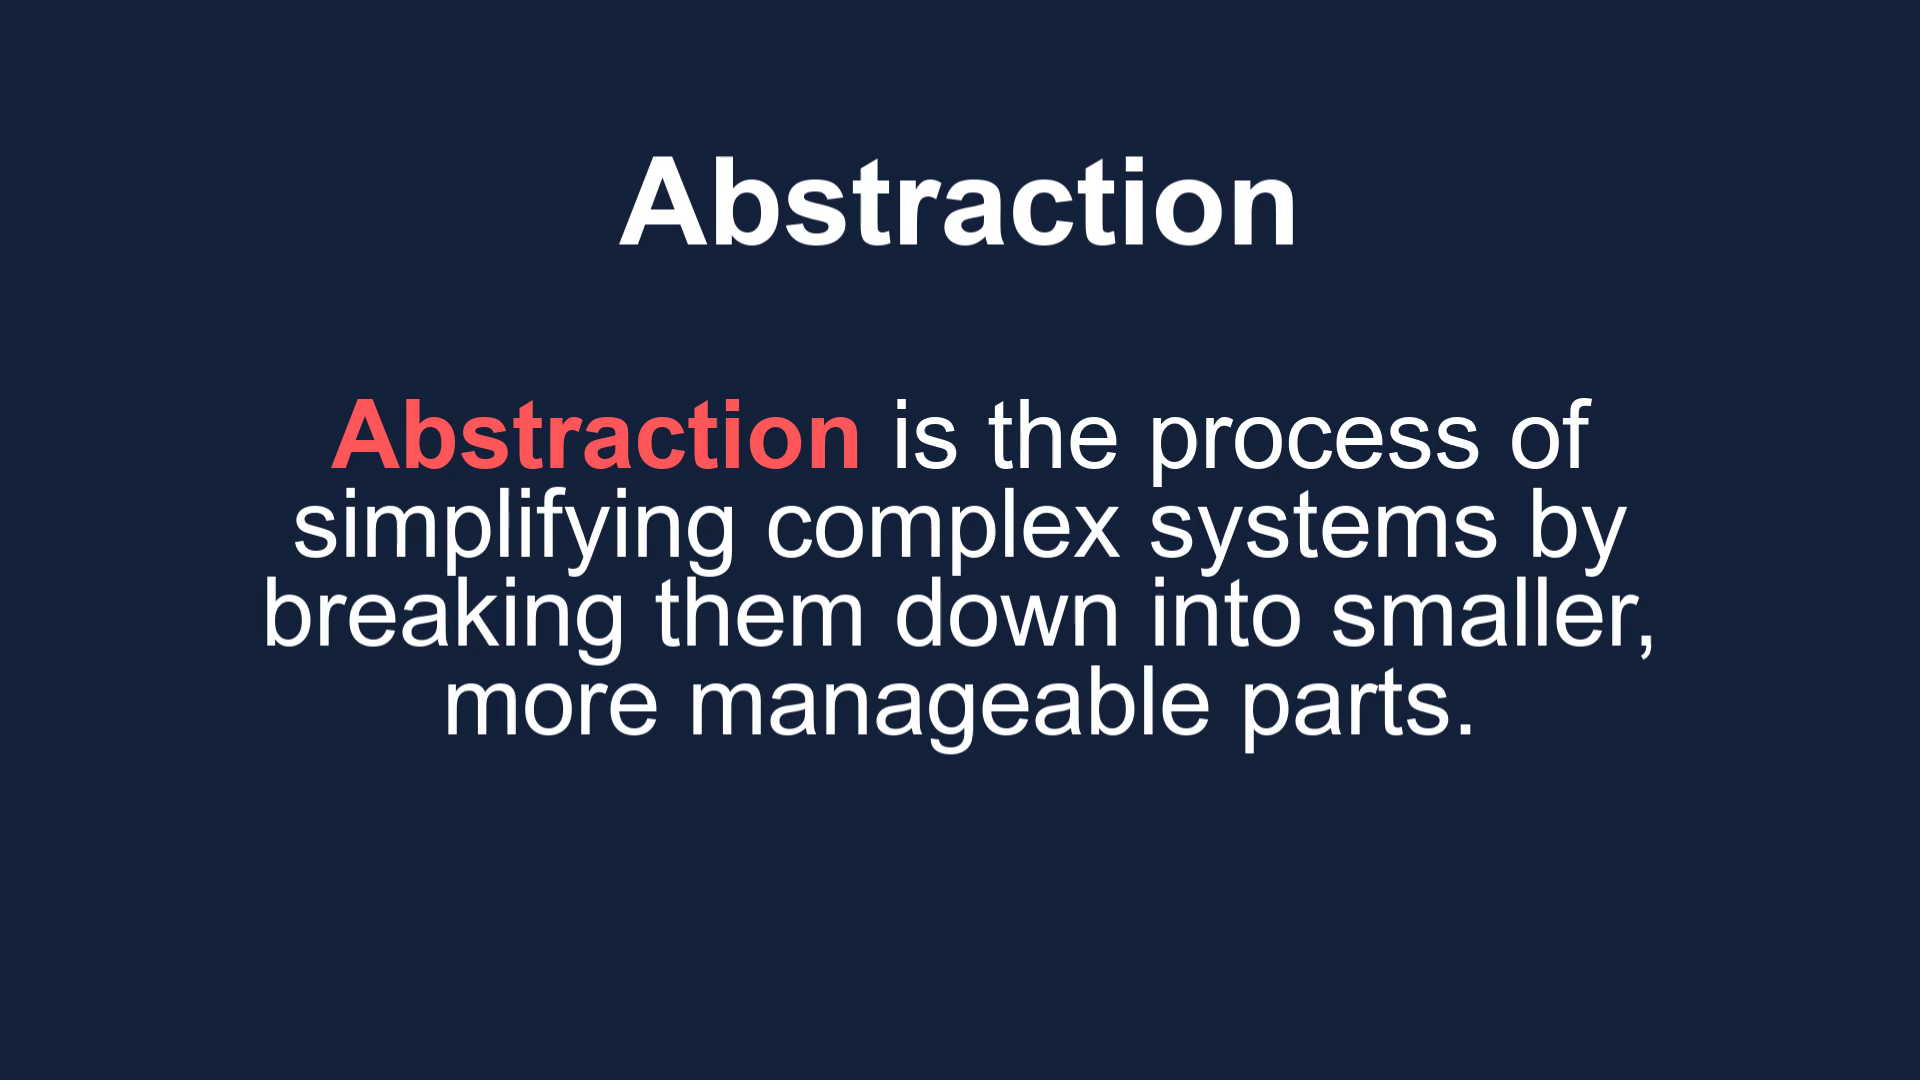 Abstraction
Abstraction is the process of
simplifying complex systems by
breaking them down into smaller,
more manageable parts.